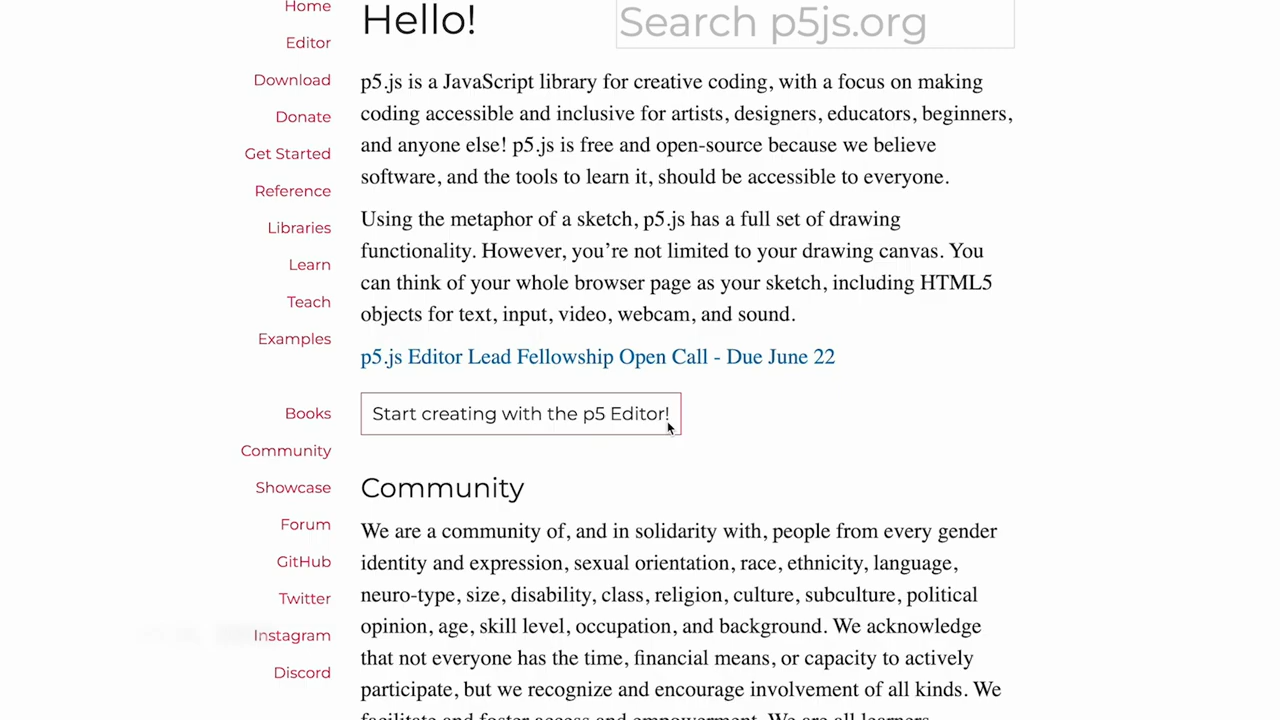 Home
Editor
Download
Donate
Get Started
Reference
Libraries
Learn
Teach
Examples
Books
Community
Showcase
Forum
GitHub
Twitter
Instagram
Discord
Hello!
Search p5js.org
p5.js is a JavaScript library for creative coding, with a focus on making
coding accessible and inclusive for artists, designers, educators, beginners,
and anyone else! p5.js is free and open-source because we believe
software, and the tools to learn it, should be accessible to everyone.
Using the metaphor of a sketch, p5.js has a full set of drawing
functionality. However, you’re not limited to your drawing canvas. You
can think of your whole browser page as your sketch, including HTML5
objects for text, input, video, webcam, and sound.
p5.js Editor Lead Fellowship Open Call - Due June 22
Start creating with the p5 Editor!
Community
We are a community of, and in solidarity with, people from every gender
identity and expression, sexual orientation, race, ethnicity, language,
neuro-type, size, disability, class, religion, culture, subculture, political
opinion, age, skill level, occupation, and background. We acknowledge
that not everyone has the time, financial means, or capacity to actively
participate, but we recognize and encourage involvement of all kinds. We
facilitate and foster access and empowerment. We are all learners.